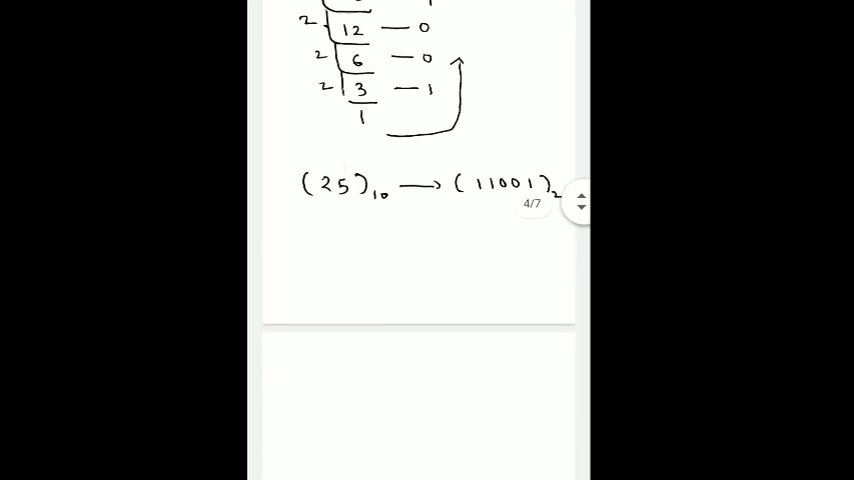 2 12 — 0
2 6 — 0
2 3 — 1
1
(25)₁₀ → (11001)₂
4/7